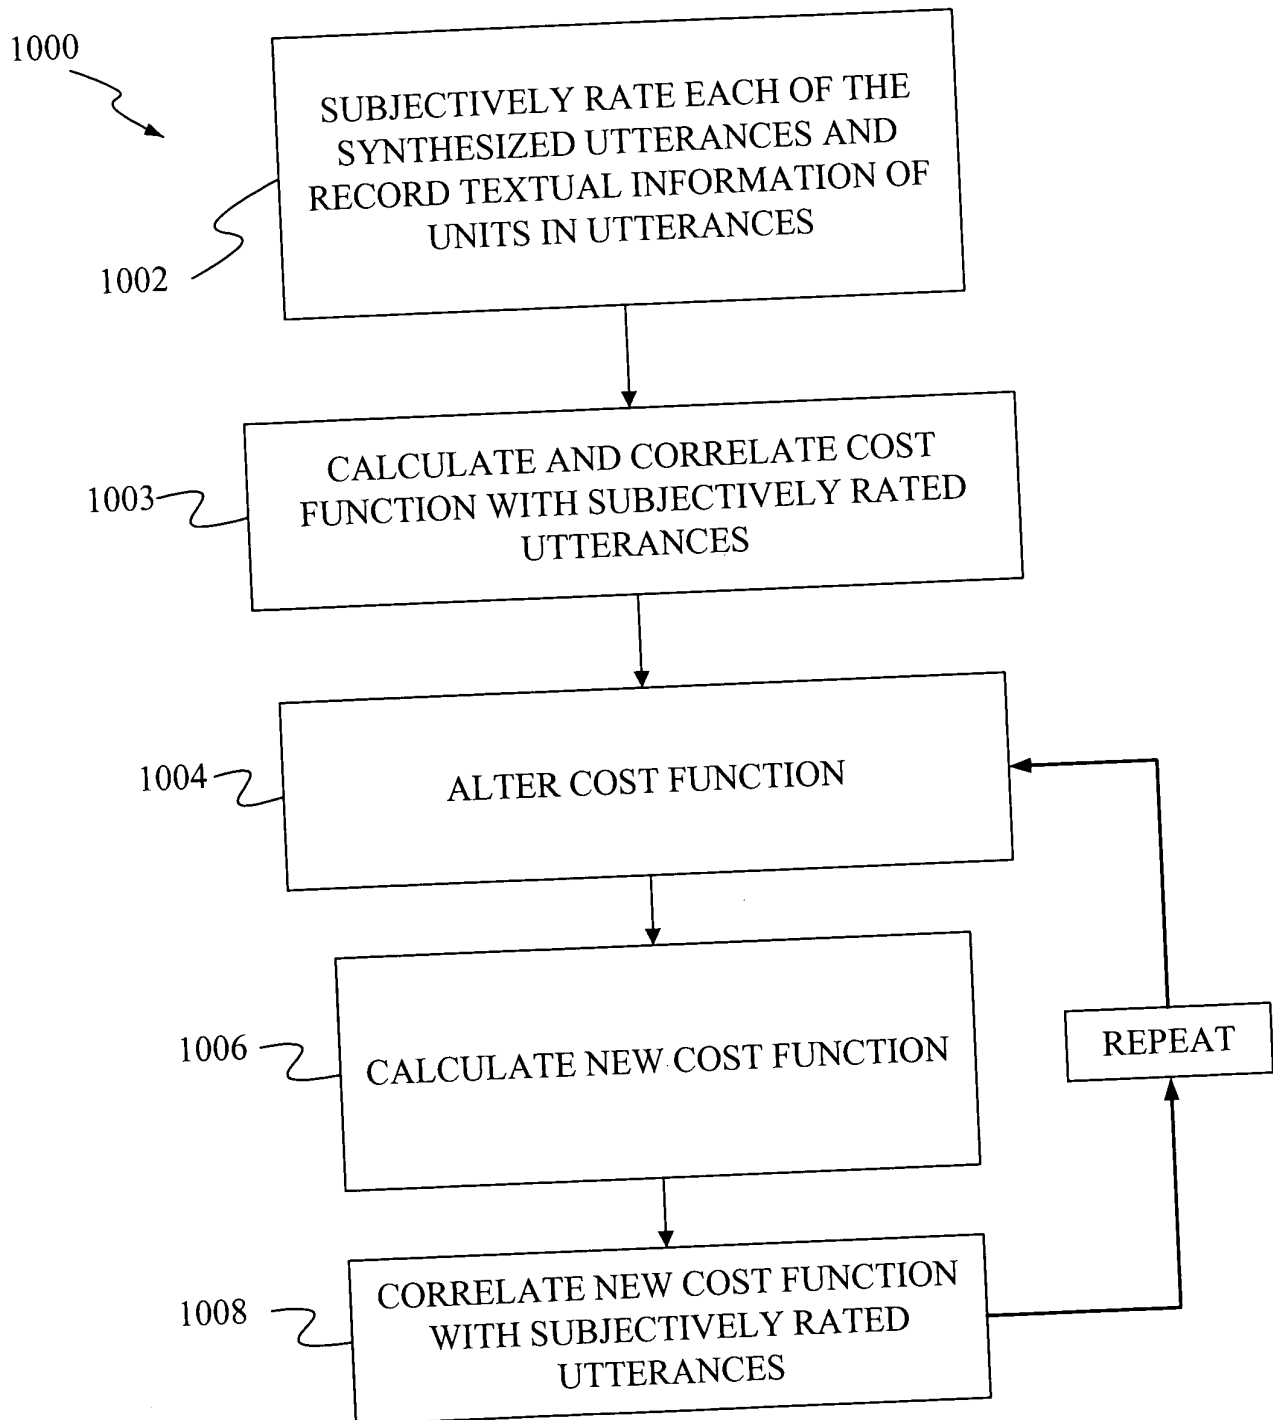 1000
SUBJECTIVELY RATE EACH OF THE
SYNTHESIZED UTTERANCES AND
RECORD TEXTUAL INFORMATION OF
UNITS IN UTTERANCES
1002
CALCULATE AND CORRELATE COST
FUNCTION WITH SUBJECTIVELY RATED
UTTERANCES
1003
ALTER COST FUNCTION
1004
CALCULATE NEW COST FUNCTION
1006
REPEAT
CORRELATE NEW COST FUNCTION
WITH SUBJECTIVELY RATED
UTTERANCES
1008